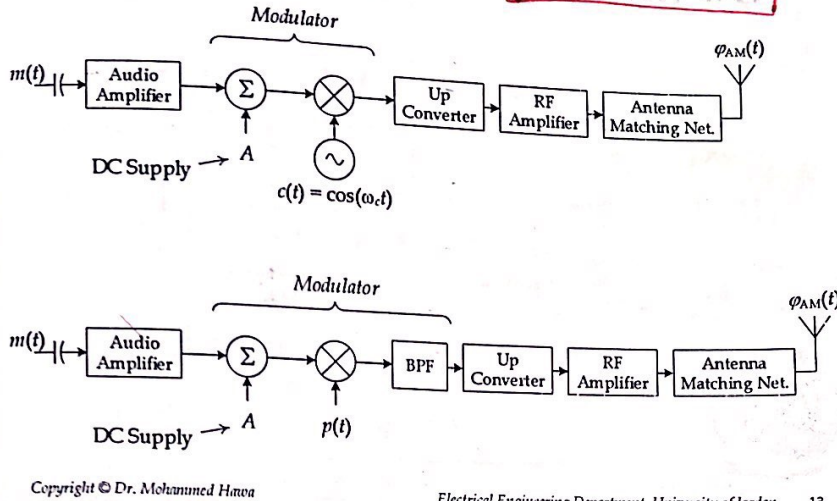 Modulator
φAM(t)
m(t)
Audio
Amplifier
Σ
Up
Converter
RF
Amplifier
Antenna
Matching Net.
DC Supply
A
c(t) = cos(ωct)
Modulator
φAM(t)
m(t)
Audio
Amplifier
Σ
BPF
Up
Converter
RF
Amplifier
Antenna
Matching Net.
DC Supply
A
p(t)
Copyright © Dr. Mohammed Hawa
Electrical Engineering Department, University of Jordan
13